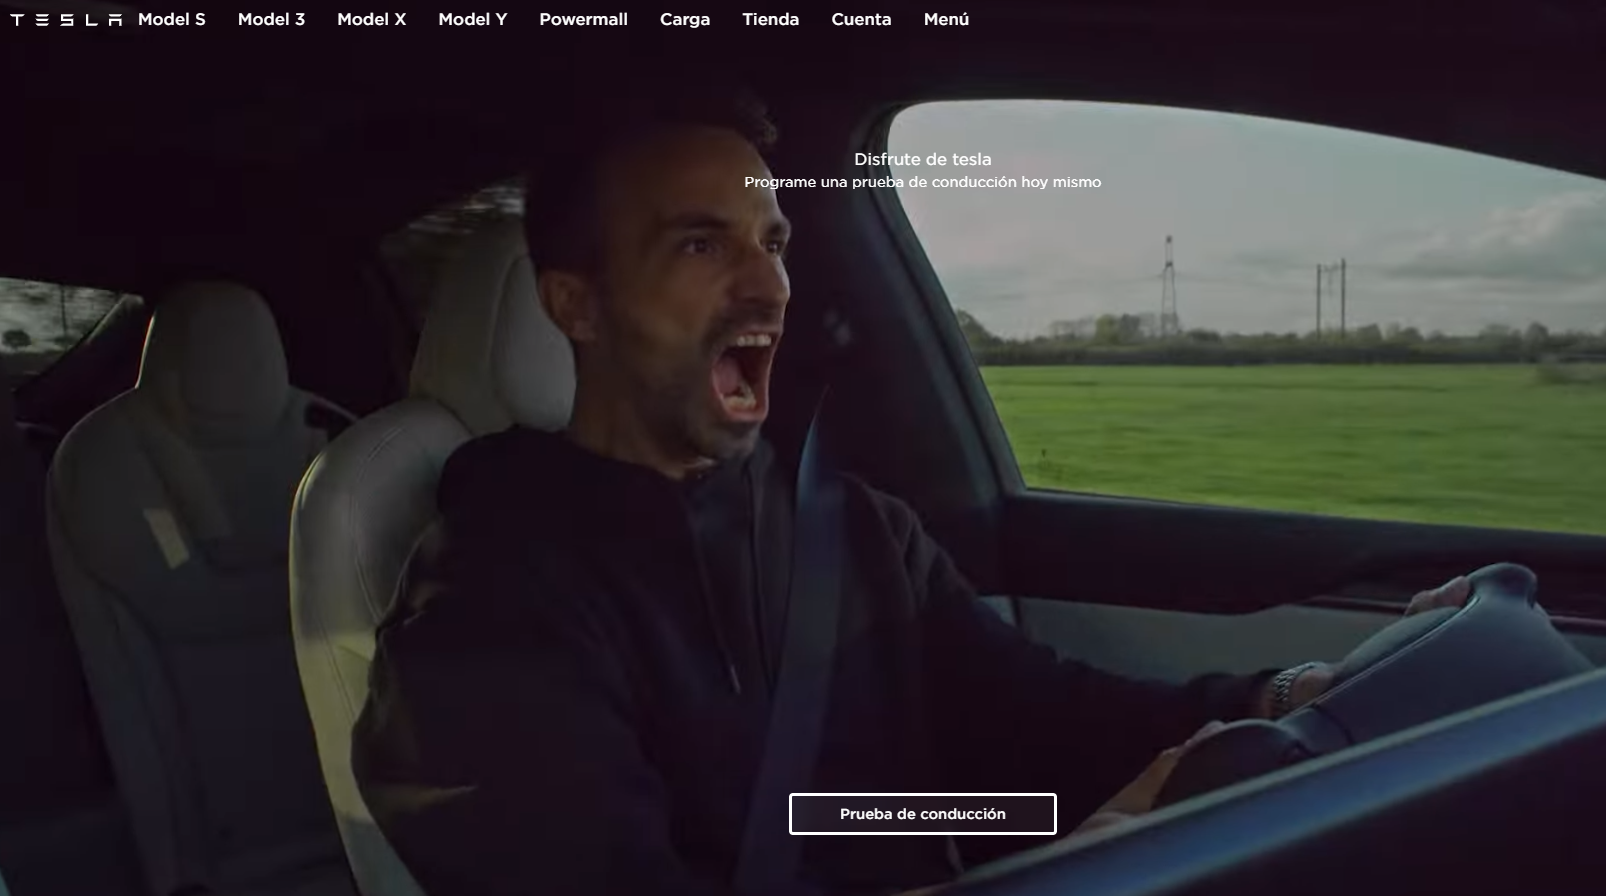 TESLA Model S Model 3 Model X Model Y Powermall Carga Tienda Cuenta Menú
Disfrute de tesla
Programe una prueba de conducción hoy mismo
Prueba de conducción